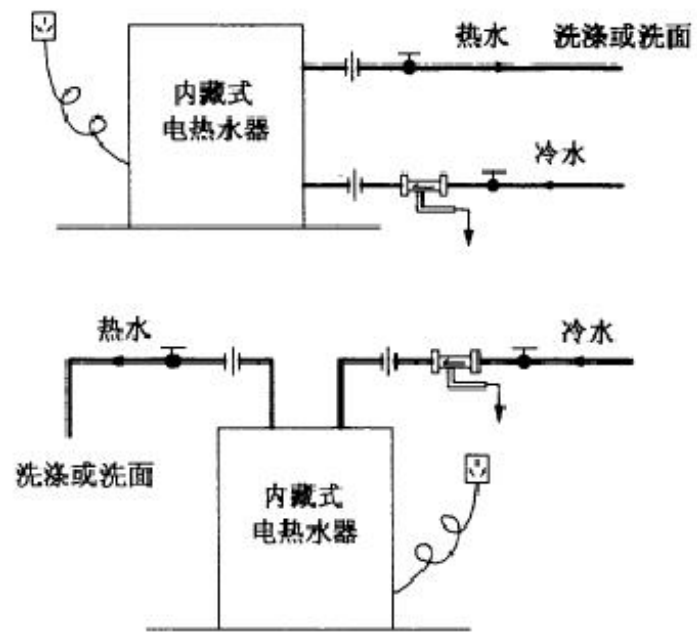 热水 洗涤或洗面
内藏式
电热水器
冷水
热水
冷水
洗涤或洗面
内藏式
电热水器